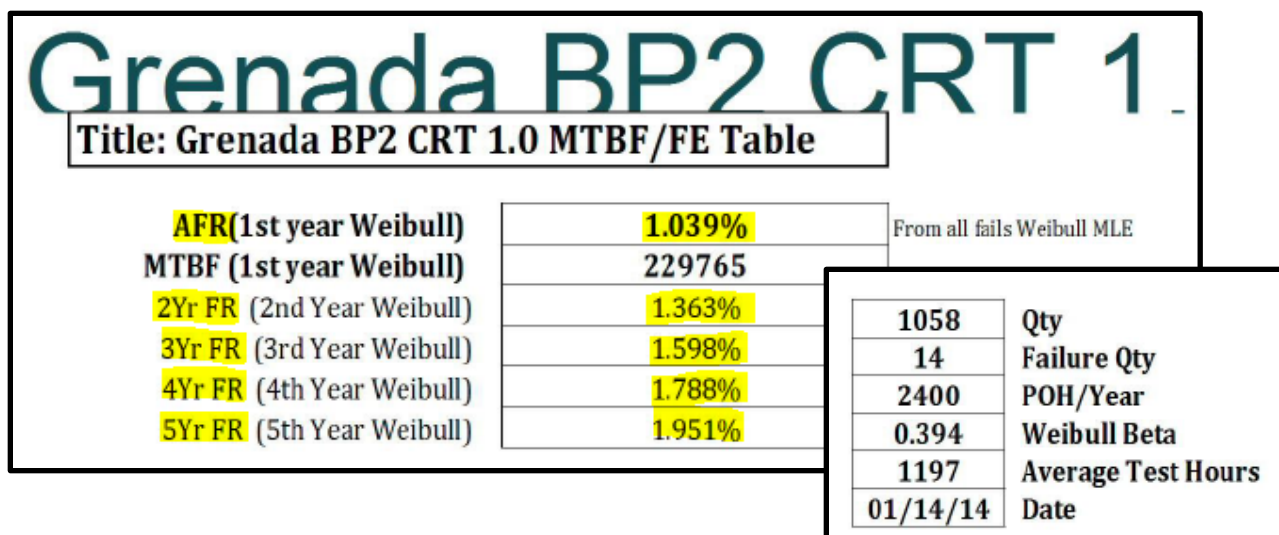 Grenada BP2 CRT 1.
Title: Grenada BP2 CRT 1.0 MTBF/FE Table
AFR(1st year Weibull) 1.039% From all fails Weibull MLE
MTBF (1st year Weibull) 229765
2Yr FR (2nd Year Weibull) 1.363%
3Yr FR (3rd Year Weibull) 1.598%
4Yr FR (4th Year Weibull) 1.788%
5Yr FR (5th Year Weibull) 1.951%
1058 Qty
14 Failure Qty
2400 POH/Year
0.394 Weibull Beta
1197 Average Test Hours
01/14/14 Date